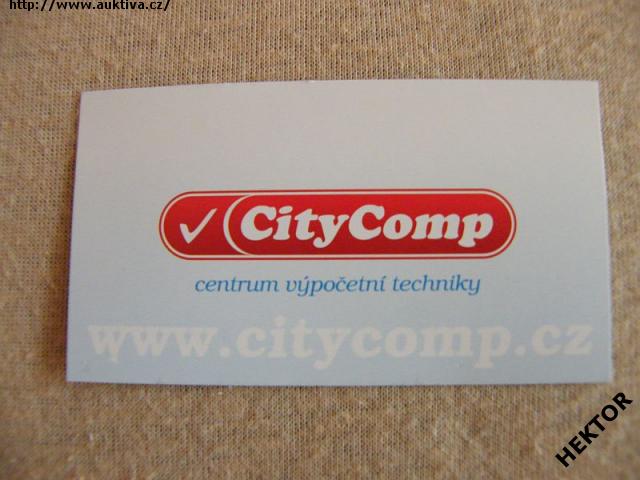 http://www.auktiva.cz/
CityComp
centrum výpočetní techniky
www.citycomp.cz
HEKTOR